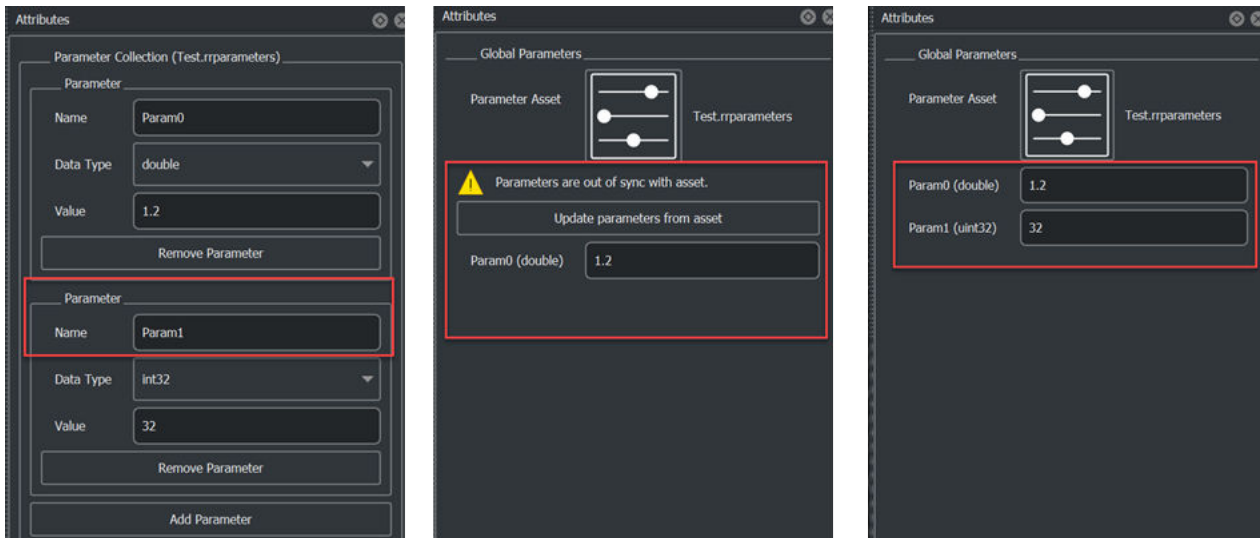 Attributes
Parameter Collection (Test.rrparameters)
Parameter
Name Param0
Data Type double
Value 1.2
Remove Parameter
Parameter
Name Param1
Data Type int32
Value 32
Remove Parameter
Add Parameter
Attributes
Global Parameters
Parameter Asset Test.rrparameters
Parameters are out of sync with asset.
Update parameters from asset
Param0 (double) 1.2
Attributes
Global Parameters
Parameter Asset Test.rrparameters
Param0 (double) 1.2
Param1 (uint32) 32